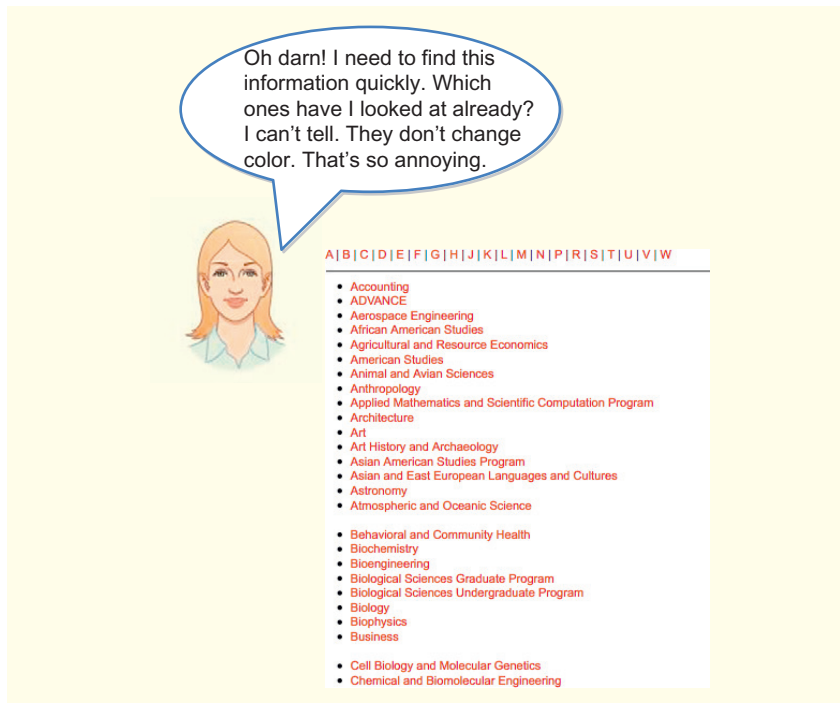 Oh darn! I need to find this
information quickly. Which
ones have I looked at already?
I can't tell. They don't change
color. That's so annoying.
A | B | C | D | E | F | G | H | J | K | L | M | N | P | R | S | T | U | V | W
• Accounting
• ADVANCE
• Aerospace Engineering
• African American Studies
• Agricultural and Resource Economics
• American Studies
• Animal and Avian Sciences
• Anthropology
• Applied Mathematics and Scientific Computation Program
• Architecture
• Art
• Art History and Archaeology
• Asian American Studies Program
• Asian and East European Languages and Cultures
• Astronomy
• Atmospheric and Oceanic Science
• Behavioral and Community Health
• Biochemistry
• Bioengineering
• Biological Sciences Graduate Program
• Biological Sciences Undergraduate Program
• Biology
• Biophysics
• Business
• Cell Biology and Molecular Genetics
• Chemical and Biomolecular Engineering